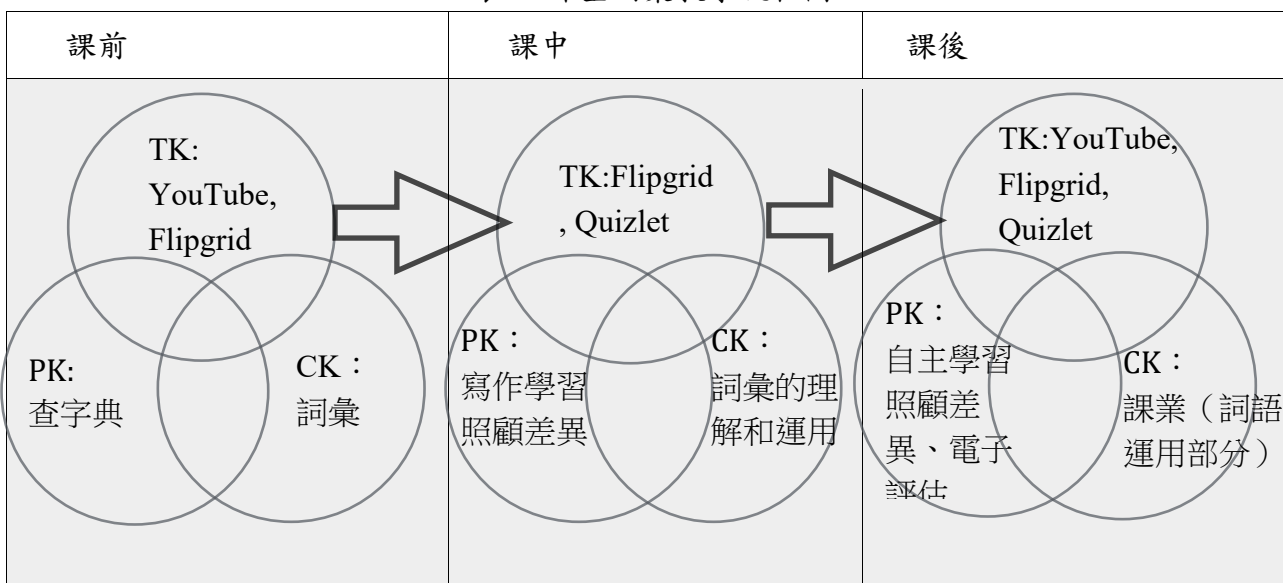 課前
課中
課後
TK:
YouTube,
Flipgrid
PK:
查字典
CK：
詞彙
TK:Flipgrid
, Quizlet
PK：
寫作學習
照顧差異
CK：
詞彙的理
解和運用
TK:YouTube,
Flipgrid,
Quizlet
PK：
自主學習
照顧差
異、電子
評估
CK：
課業（詞語
運用部分）